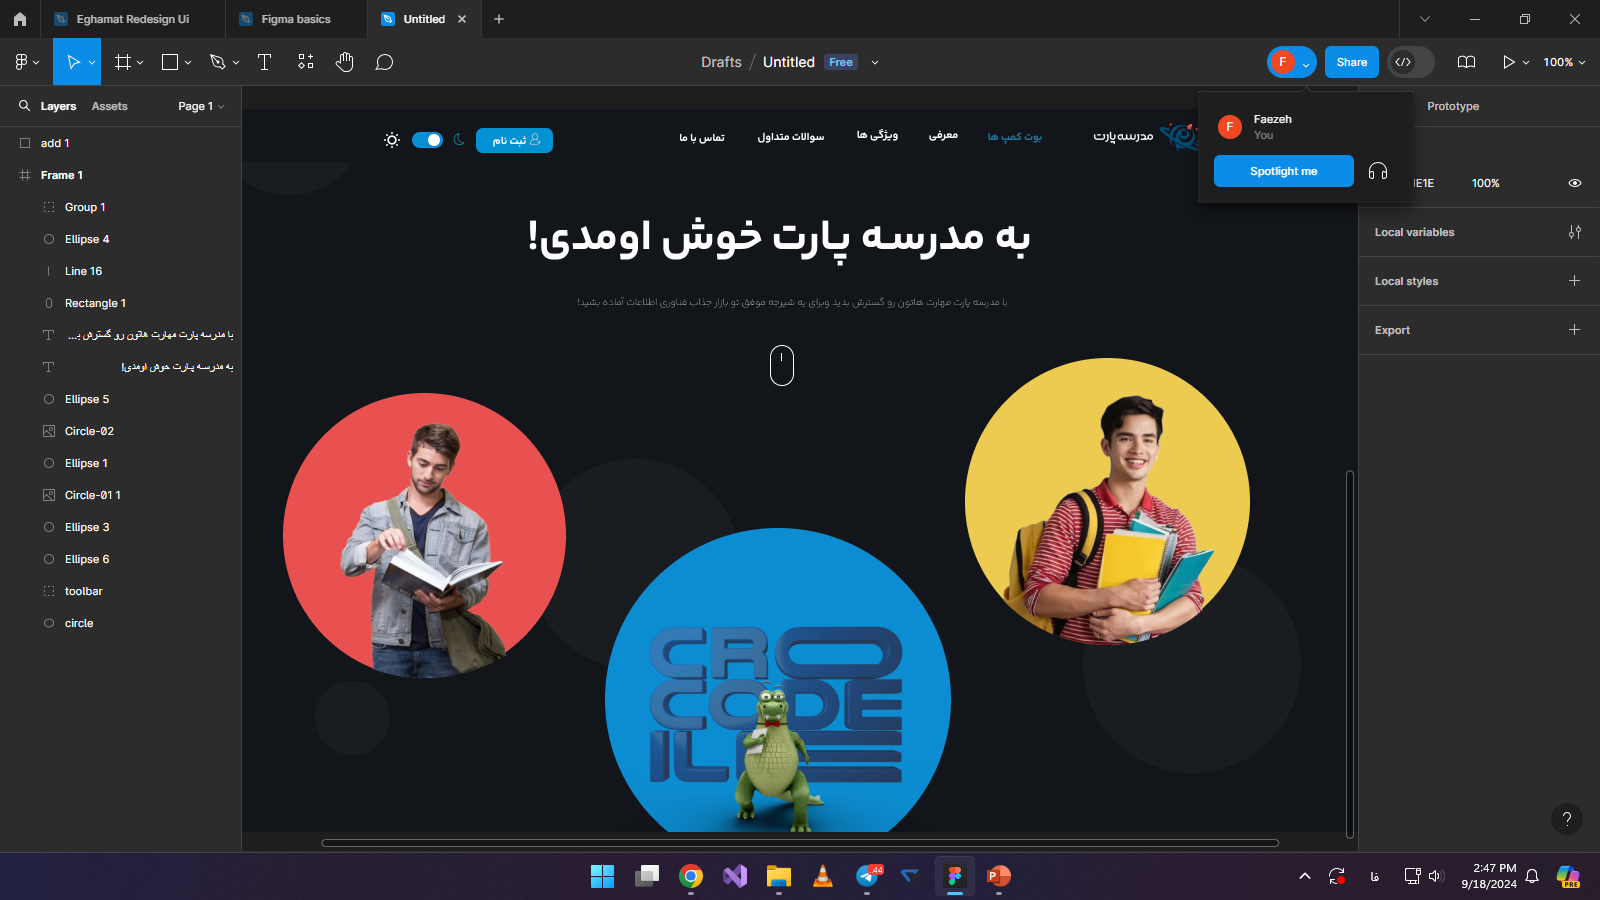 Eghamat Redesign Ui
Figma basics
Untitled
Drafts / Untitled Free
F
Share
100%
Layers
Assets
Page 1
add 1
Frame 1
Group 1
Ellipse 4
Line 16
Rectangle 1
با مدرسه پارت مهارت هاتون رو گسترش ب...
به مدرسه پارت خوش اومدی!
Ellipse 5
Circle-02
Ellipse 1
Circle-01 1
Ellipse 3
Ellipse 6
toolbar
circle
مدرسه پارت
بوت کمپ ها
معرفی
ویژگی ها
سوالات متداول
تماس با ما
ثبت نام
به مدرسه پارت خوش اومدی!
با مدرسه پارت مهارت هاتون رو گسترش بدید وبرای یه شیرجه موفق تو بازار جذاب فناوری اطلاعات آماده بشید!
CRO
CODE
ILE
F
Faezeh
You
Spotlight me
Prototype
1E1E
100%
Local variables
Local styles
Export
?
44
P
فا
2:47 PM
9/18/2024
PRE